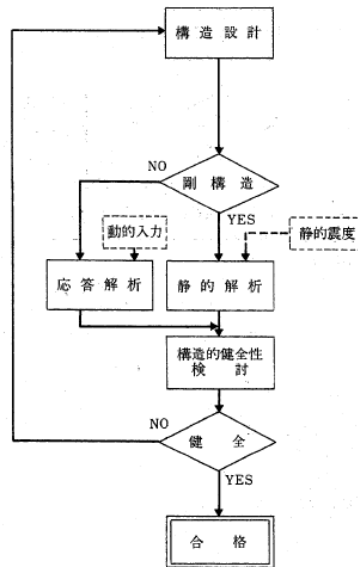 構造設計
NO
剛構造
YES
動的入力
静的震度
応答解析
静的解析
構造的健全性
検討
NO
健全
YES
合格